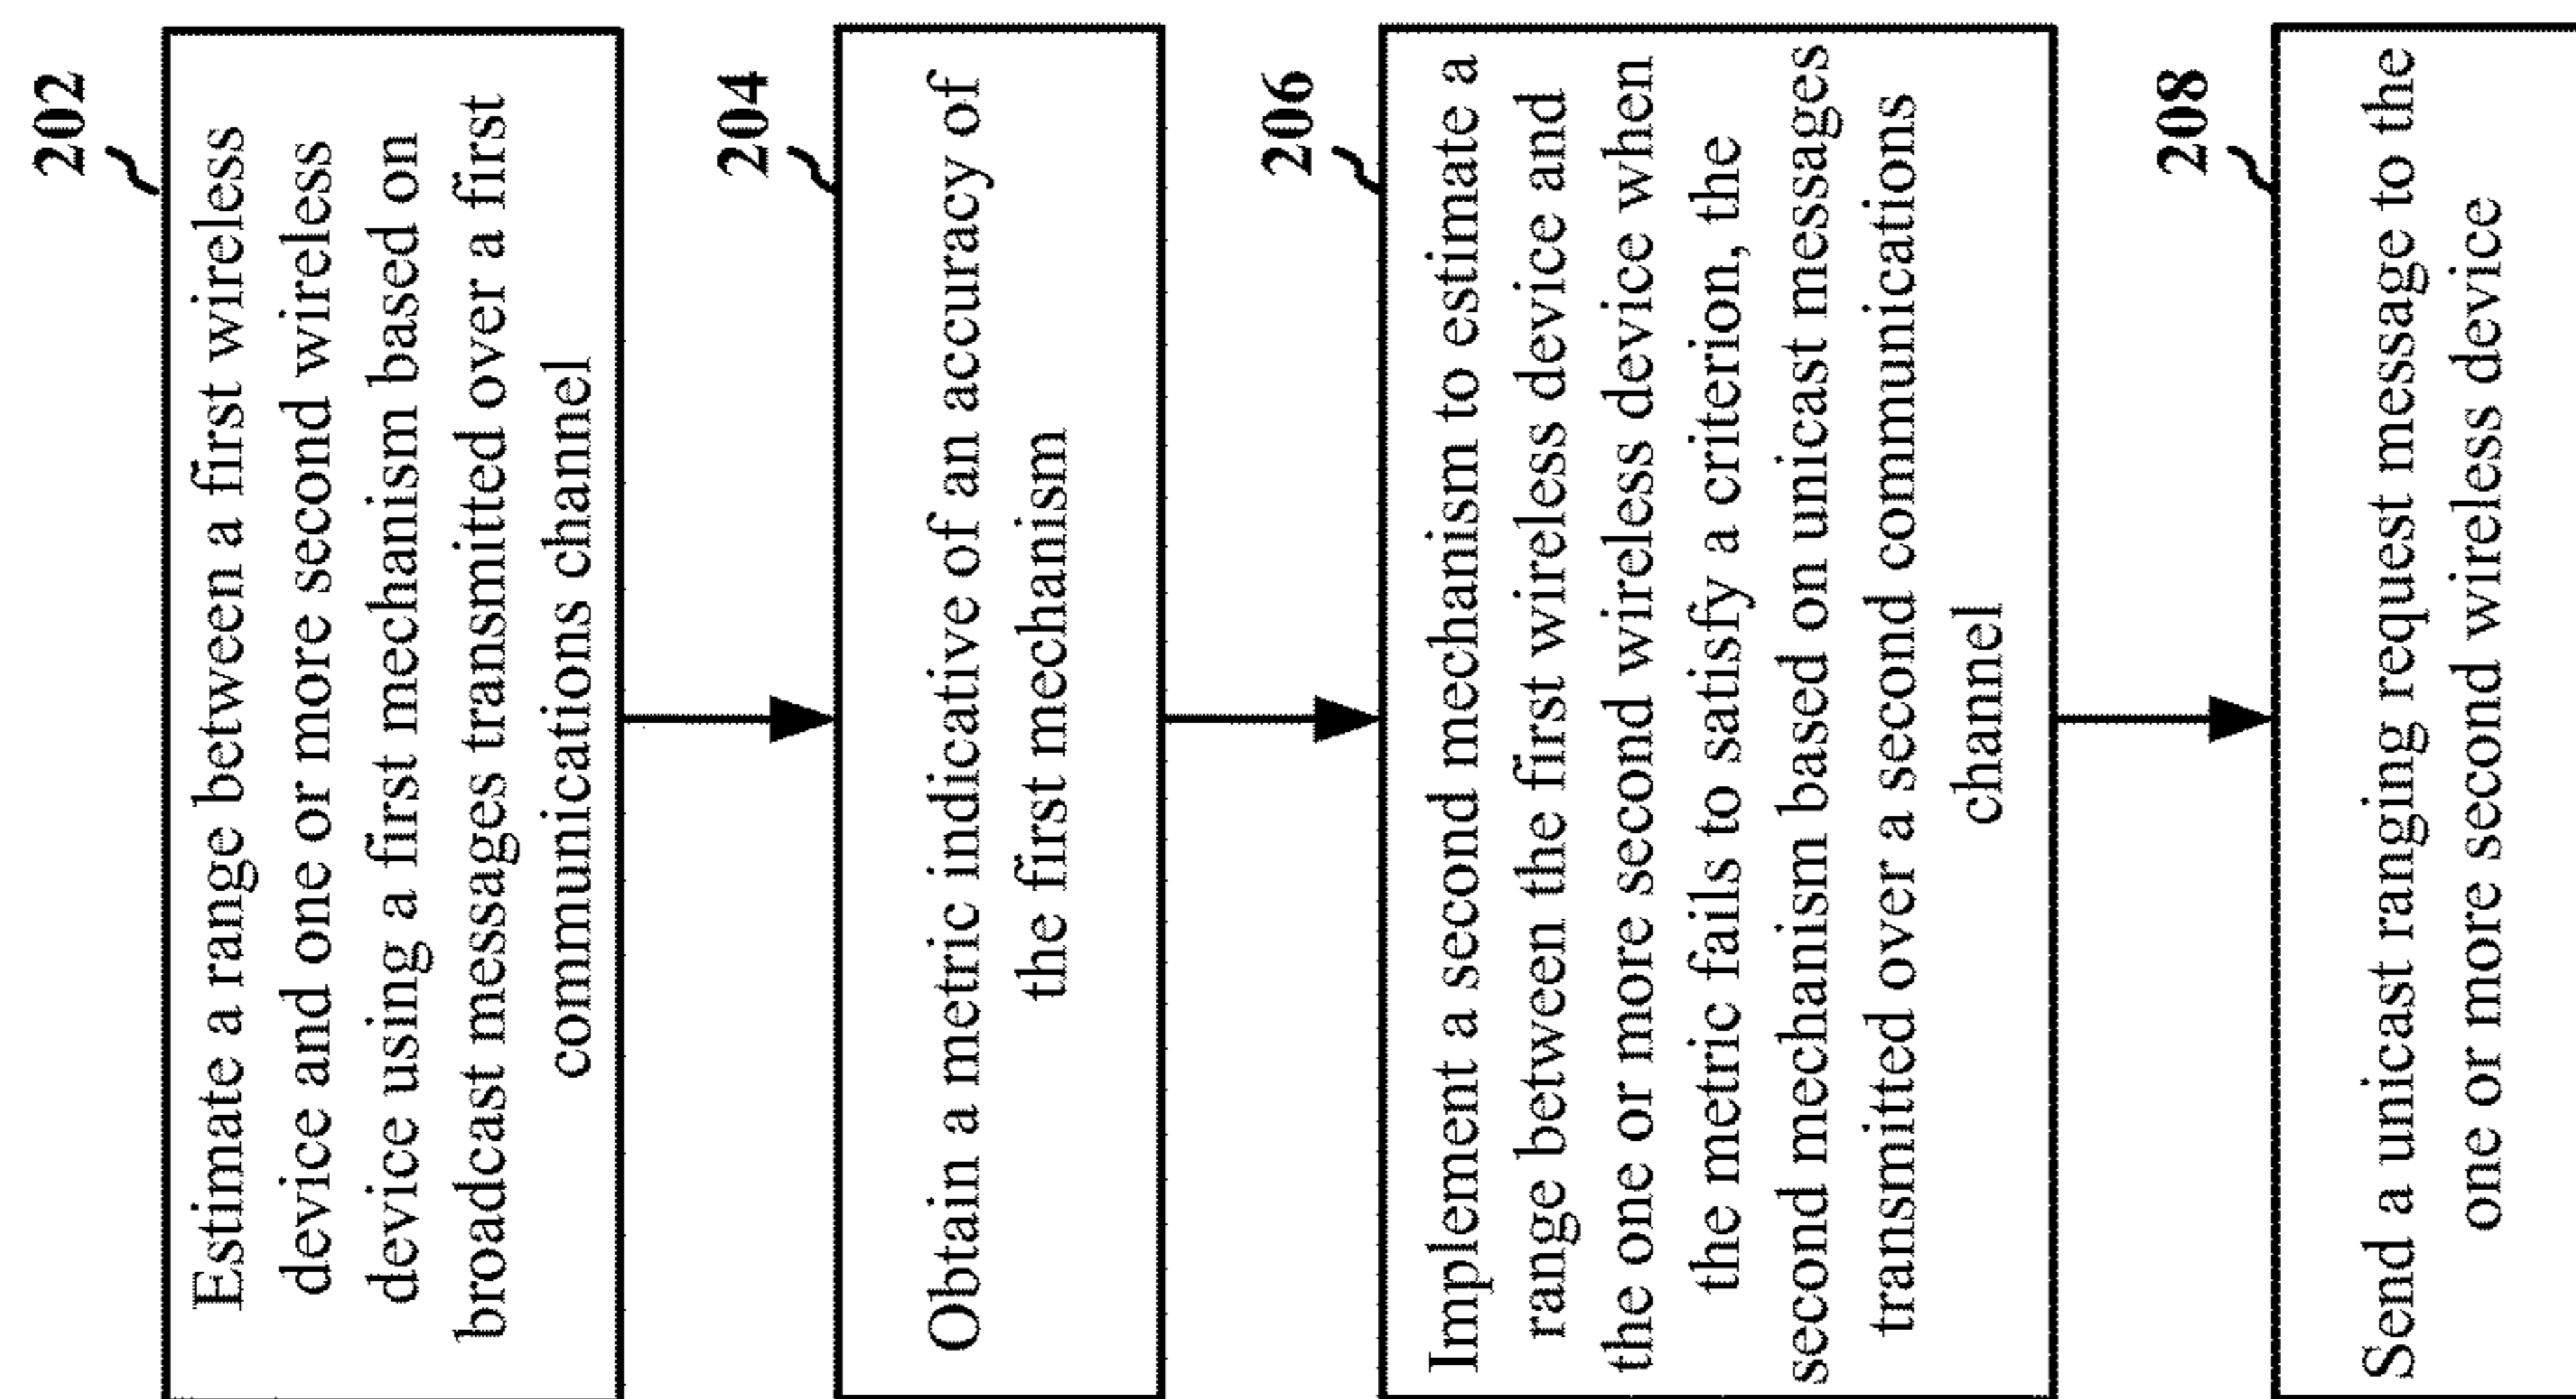 202
Estimate a range between a first wireless
device and one or more second wireless
device using a first mechanism based on
broadcast messages transmitted over a first
communications channel
204
Obtain a metric indicative of an accuracy of
the first mechanism
206
Implement a second mechanism to estimate a
range between the first wireless device and
the one or more second wireless device when
the metric fails to satisfy a criterion, the
second mechanism based on unicast messages
transmitted over a second communications
channel
208
Send a unicast ranging request message to the
one or more second wireless device